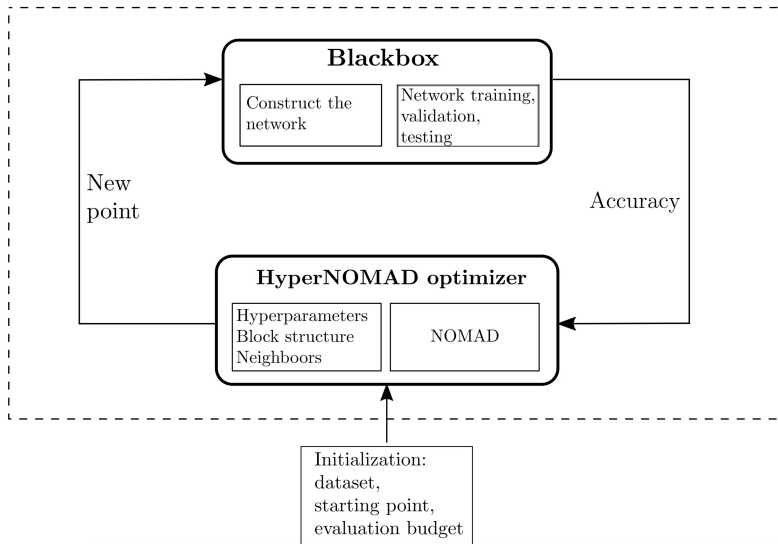 Blackbox
Construct the
network
Network training,
validation,
testing
New
point
Accuracy
HyperNOMAD optimizer
Hyperparameters
Block structure
Neighboors
NOMAD
Initialization:
dataset,
starting point,
evaluation budget